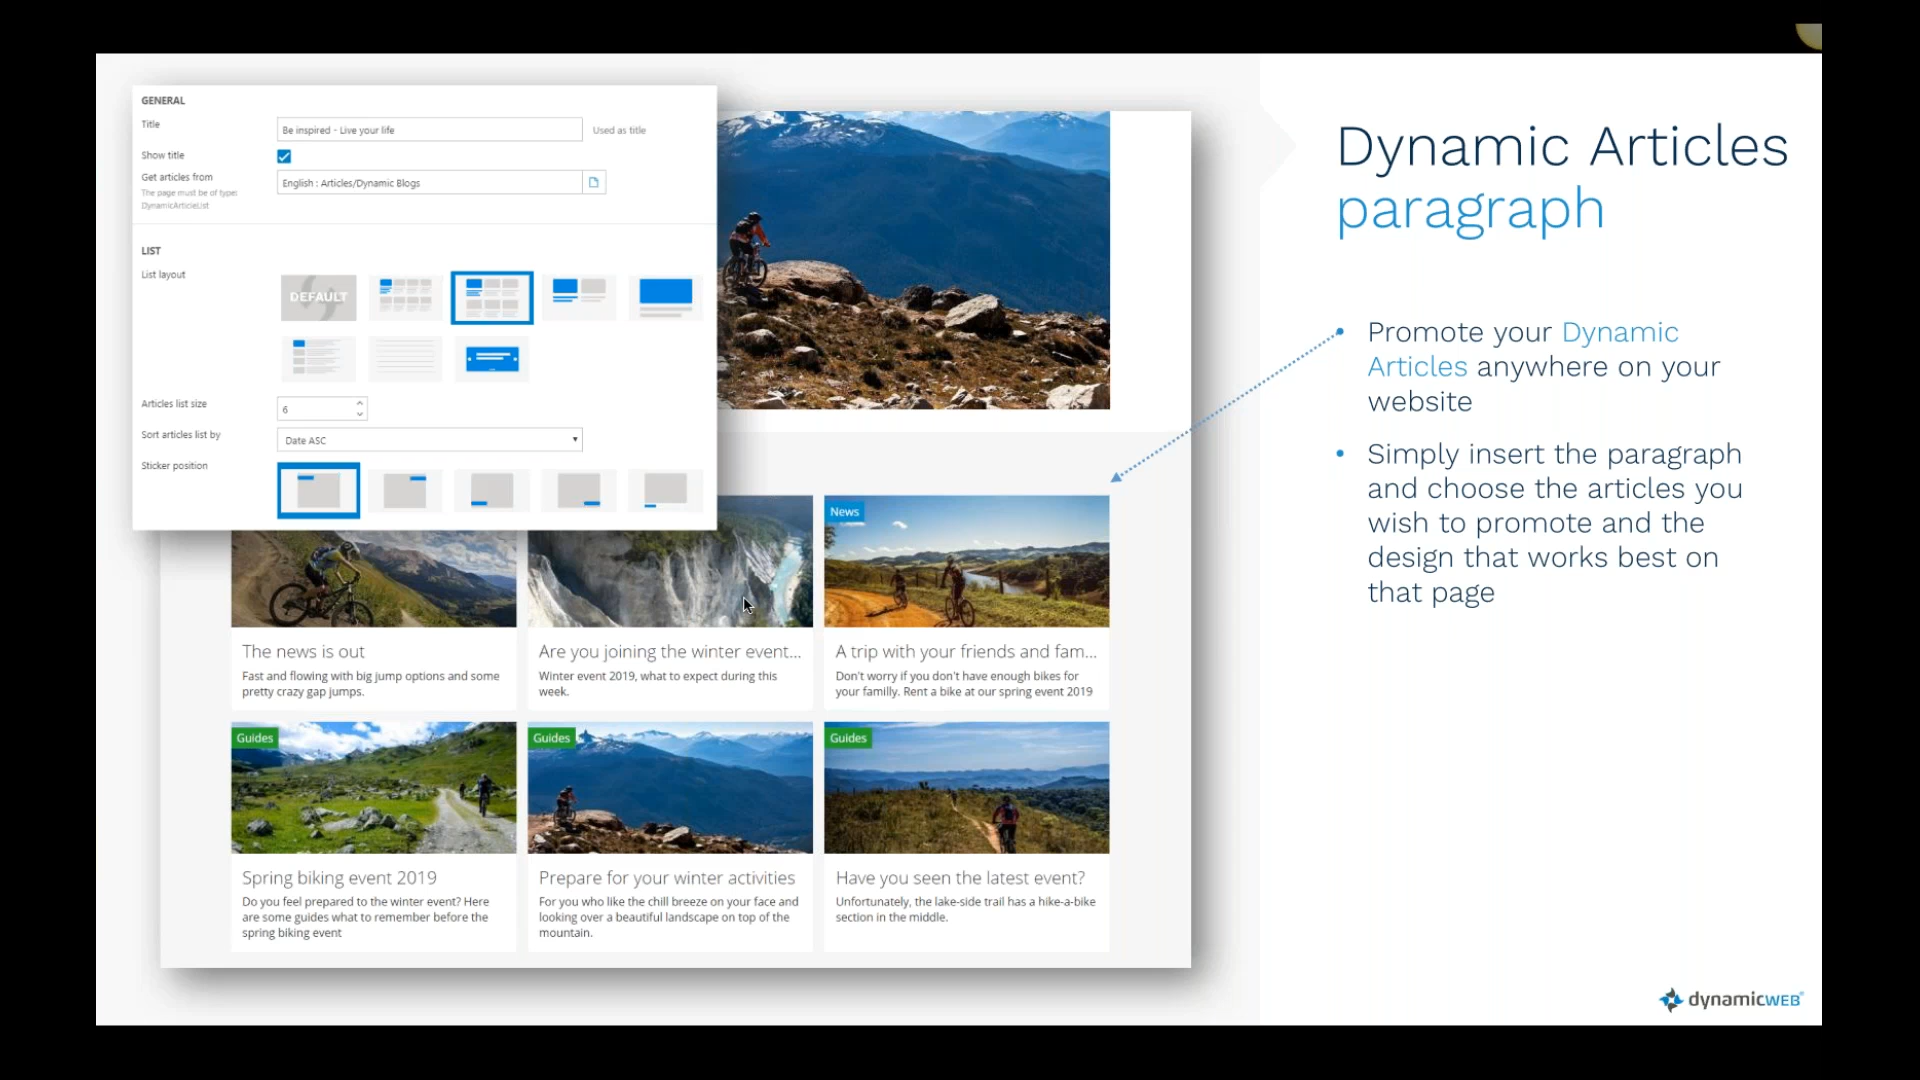 GENERAL
Title
Be inspired - Live your life
Used as title
Show title
Get articles from
The page must be of type:
DynamicArticleList
English : Articles/Dynamic Blogs
LIST
List layout
DEFAULT
Articles list size
6
Sort articles list by
Date ASC
Sticker position
News
The news is out
Fast and flowing with big jump options and some
pretty crazy gap jumps.
Are you joining the winter event...
Winter event 2019, what to expect during this
week.
A trip with your friends and fam...
Don't worry if you don't have enough bikes for
your familly. Rent a bike at our spring event 2019
Guides
Guides
Guides
Spring biking event 2019
Do you feel prepared to the winter event? Here
are some guides what to remember before the
spring biking event
Prepare for your winter activities
For you who like the chill breeze on your face and
looking over a beautiful landscape on top of the
mountain.
Have you seen the latest event?
Unfortunately, the lake-side trail has a hike-a-bike
section in the middle.
Dynamic Articles
paragraph
• Promote your Dynamic
Articles anywhere on your
website
• Simply insert the paragraph
and choose the articles you
wish to promote and the
design that works best on
that page
dynamicWEB